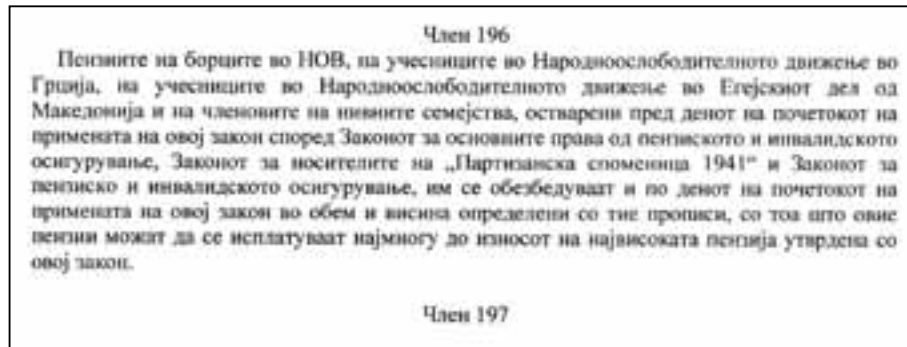 Член 196
Пензиите на борците во НОВ, на учесниците во Народноослободителното движење во
Грција, на учесниците во Народноослободителното движење во Егејскиот дел од
Македонија и на членовите на нивните семејства, остварени пред денот на почетокот на
примената на овој закон според Законот за основните права од пензиското и инвалидското
осигурување, Законот за носителите на „Партизанска споменица 1941“ и Законот за
пензиско и инвалидското осигурување, им се обезбедуваат и по денот на почетокот на
примената на овој закон во обем и висина определени со тие прописи, со тоа што овие
пензии можат да се исплатуваат најмногу до износот на највисоката пензија утврдена со
овој закон.
Член 197